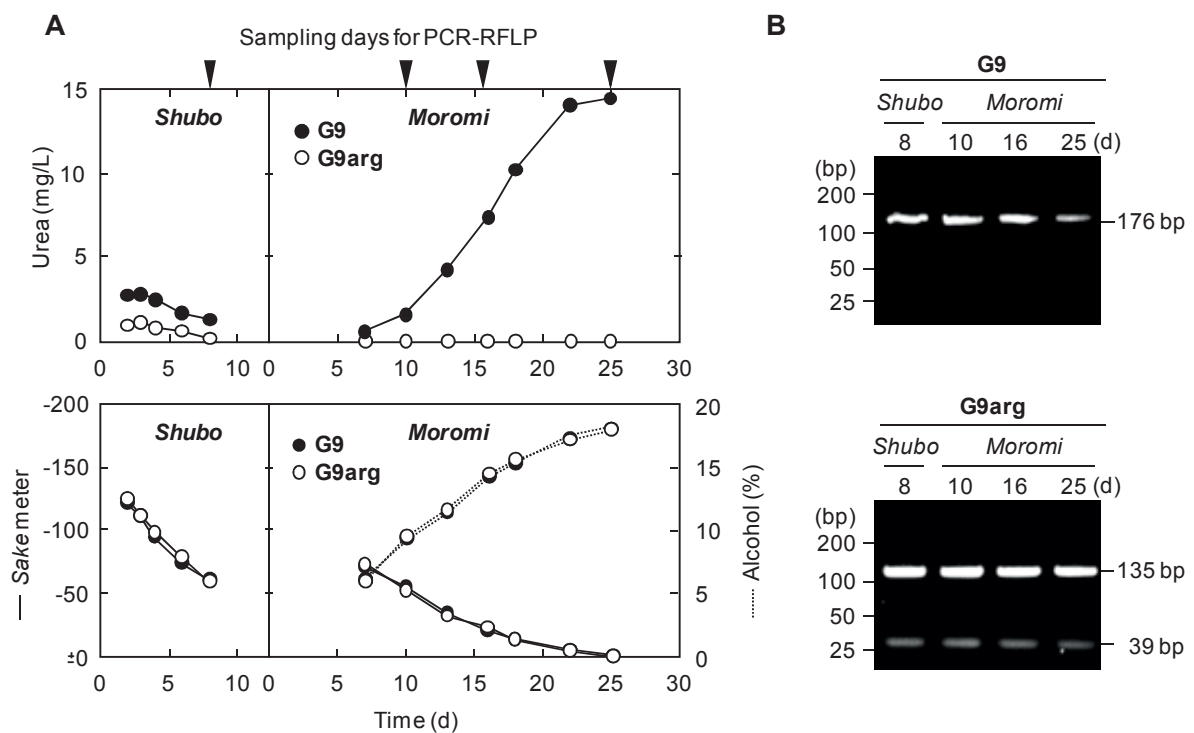 A
Sampling days for PCR-RFLP
Urea (mg/L)
15
10
5
0
Shubo
Moromi
G9
G9arg
0 5 10 0 5 10 15 20 25 30
Sake meter
-200
-150
-100
-50
±0
Shubo
Moromi
G9
G9arg
20
15
10
5
0
Alcohol (%)
0 5 10 0 5 10 15 20 25 30
Time (d)
B
G9
Shubo Moromi
8 10 16 25 (d)
(bp)
200
100
50
25
176 bp
G9arg
Shubo Moromi
8 10 16 25 (d)
(bp)
200
100
50
25
135 bp
39 bp